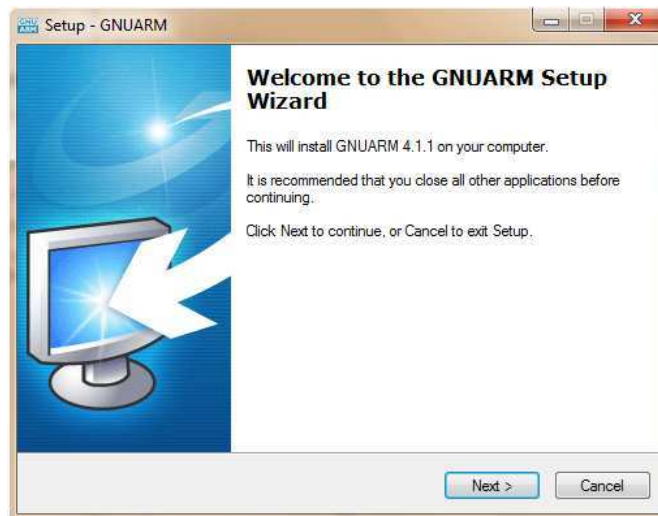 GNU
ARM
Setup - GNUARM
Welcome to the GNUARM Setup
Wizard
This will install GNUARM 4.1.1 on your computer.
It is recommended that you close all other applications before
continuing.
Click Next to continue, or Cancel to exit Setup.
Next >
Cancel